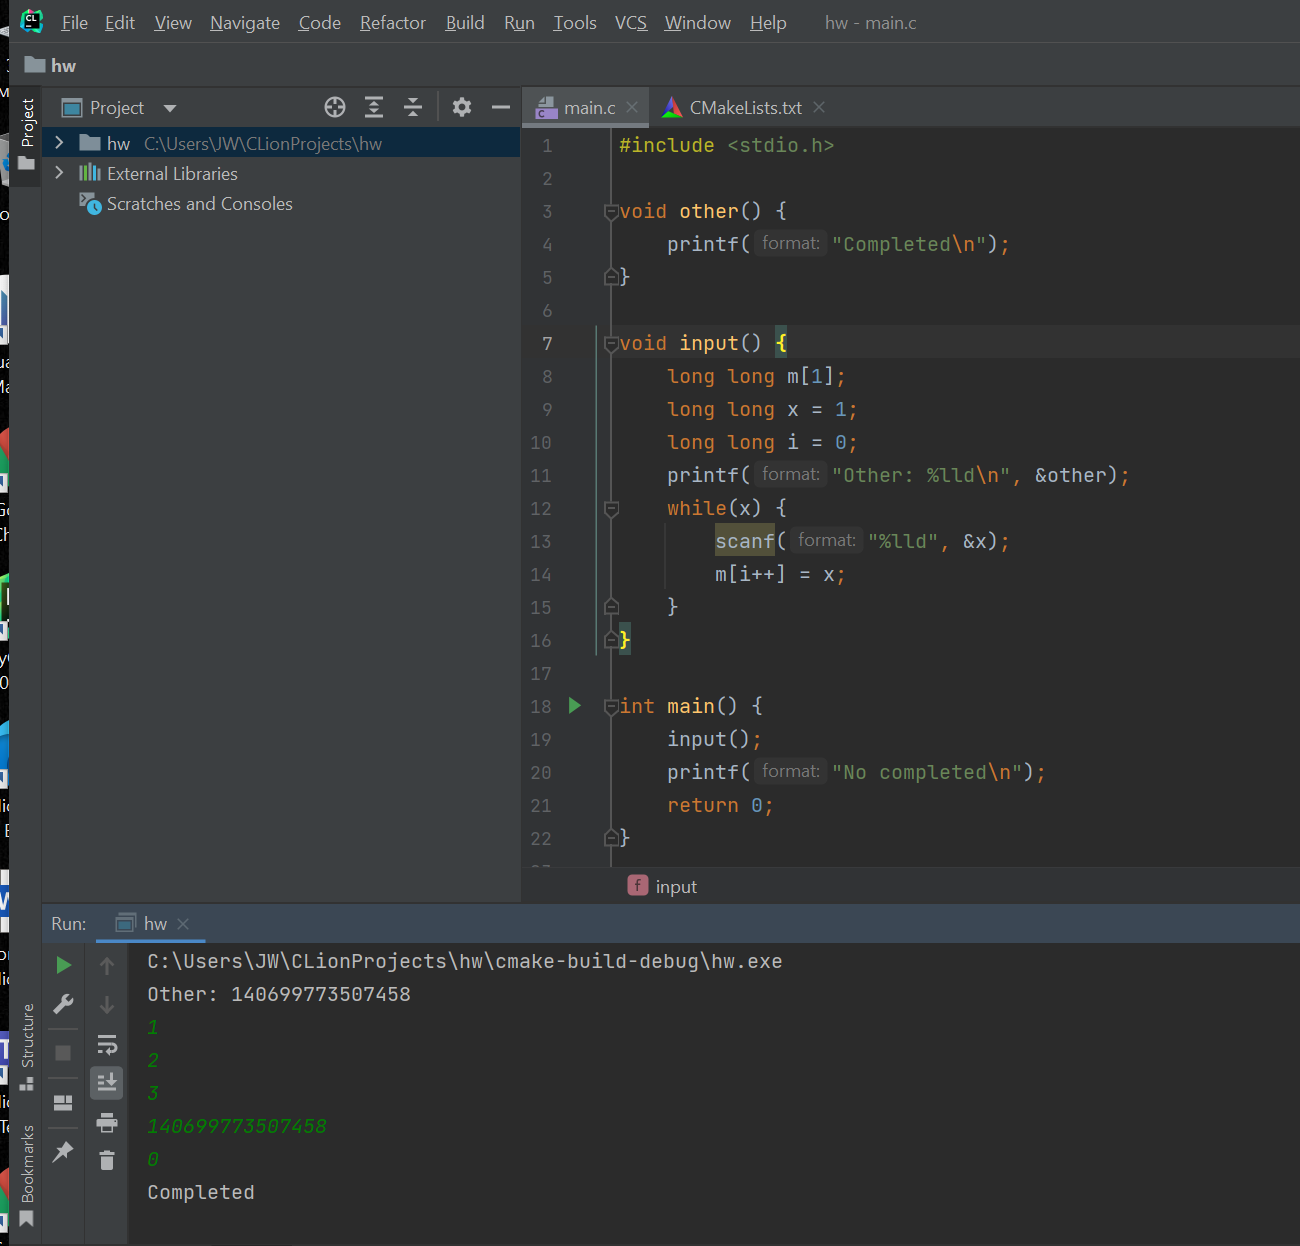 CL File Edit View Navigate Code Refactor Build Run Tools VCS Window Help hw - main.c
hw
Project
Project
main.c
CMakeLists.txt
hw C:\Users\JW\CLionProjects\hw
External Libraries
Scratches and Consoles
1 #include <stdio.h>
2
3 void other() {
4 printf( format: "Completed\n");
5 }
6
7 void input() {
8 long long m[1];
9 long long x = 1;
10 long long i = 0;
11 printf( format: "Other: %lld\n", &other);
12 while(x) {
13 scanf( format: "%lld", &x);
14 m[i++] = x;
15 }
16 }
17
18 int main() {
19 input();
20 printf( format: "No completed\n");
21 return 0;
22 }
f input
Run: hw
C:\Users\JW\CLionProjects\hw\cmake-build-debug\hw.exe
Other: 140699773507458
1
2
3
140699773507458
0
Completed
Structure
Bookmarks